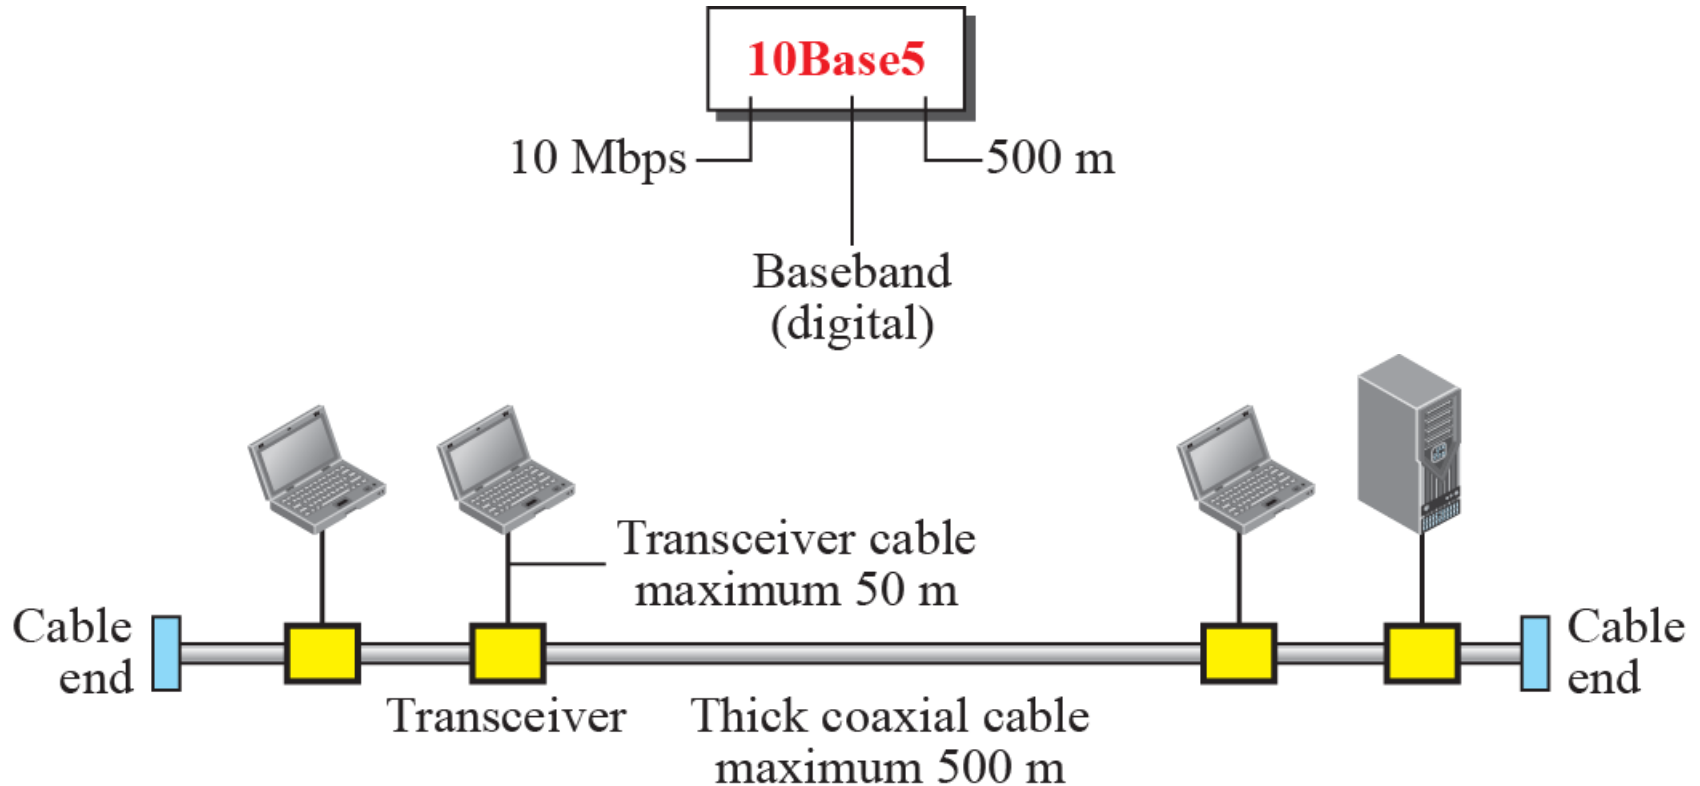 10Base5
10 Mbps
500 m
Baseband
(digital)
Transceiver cable
maximum 50 m
Cable
end
Cable
end
Transceiver
Thick coaxial cable
maximum 500 m